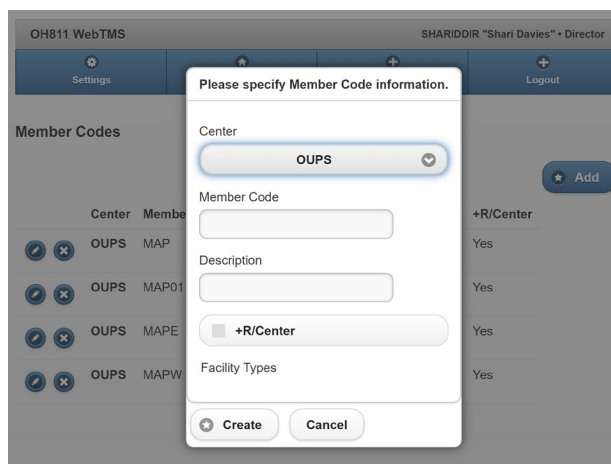 OH811 WebTMS
SHARIDDIR "Shari Davies" • Director
Settings
Logout
Please specify Member Code information.
Member Codes
Center
OUPS
Add
Member Code
Center
+R/Center
Description
OUPS MAP Yes
OUPS MAP01 Yes
+R/Center
OUPS MAPE Yes
Facility Types
OUPS MAPW Yes
Create Cancel